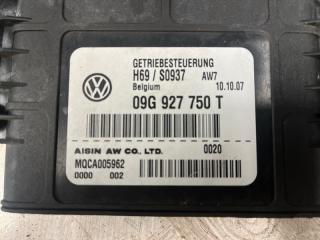 GETRIEBESTEUERUNG
H69 / S0937 AW7
Belgium 10.10.07
09G 927 750 T
AISIN AW CO., LTD. 0020
MQCA005962
0000 002